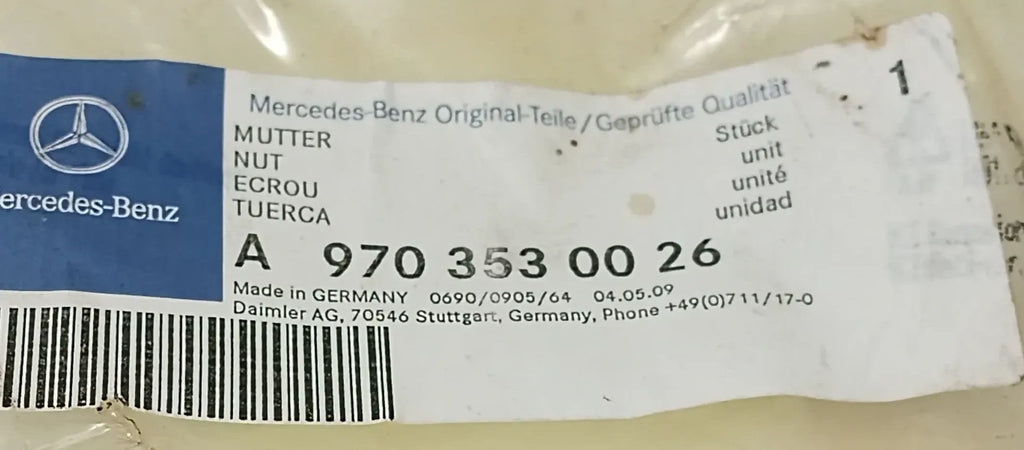 Mercedes-Benz Original-Teile/Geprüfte Qualität
1
MUTTER
Stück
NUT
unit
ECROU
unité
TUERCA
unidad
ercedes-Benz
A 970 353 00 26
Made in GERMANY 0690/0905/64 04.05.09
Daimler AG, 70546 Stuttgart, Germany, Phone +49(0)711/17-0